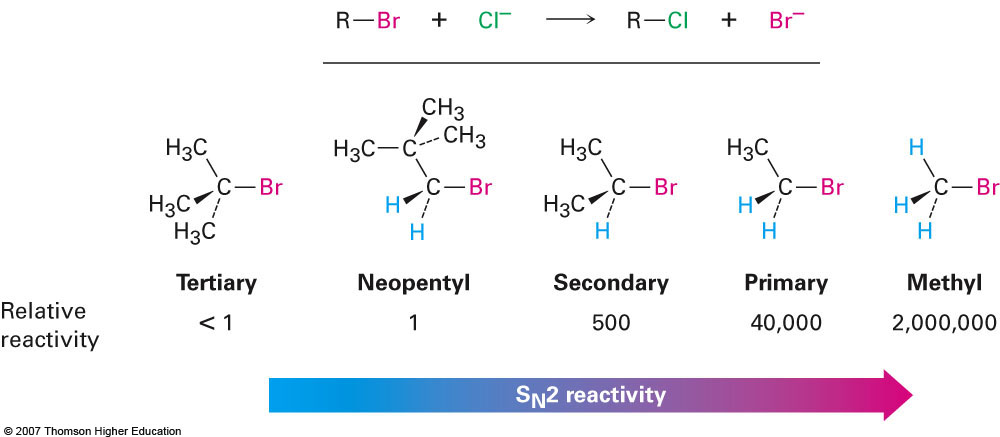 R—Br + Cl⁻ ⟶ R—Cl + Br⁻
CH₃
H₃C—C CH₃
H₃C H₃C H₃C H
C—Br C—Br C—Br C—Br C—Br
H₃C H H₃C H H
H₃C H H H H
Tertiary Neopentyl Secondary Primary Methyl
Relative reactivity < 1 1 500 40,000 2,000,000
SN2 reactivity
© 2007 Thomson Higher Education